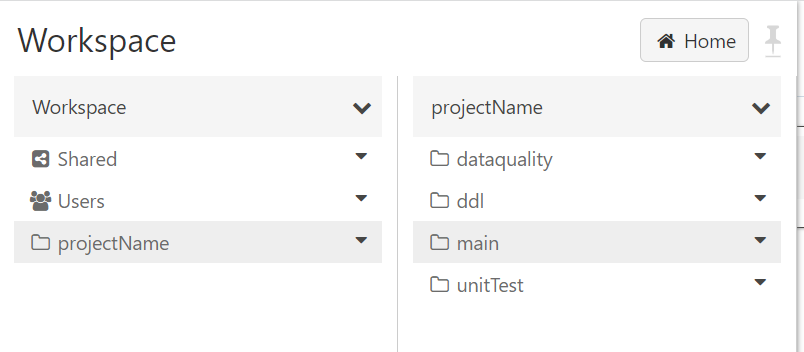 Workspace
Home
Workspace
Shared
Users
projectName
projectName
dataquality
ddl
main
unitTest